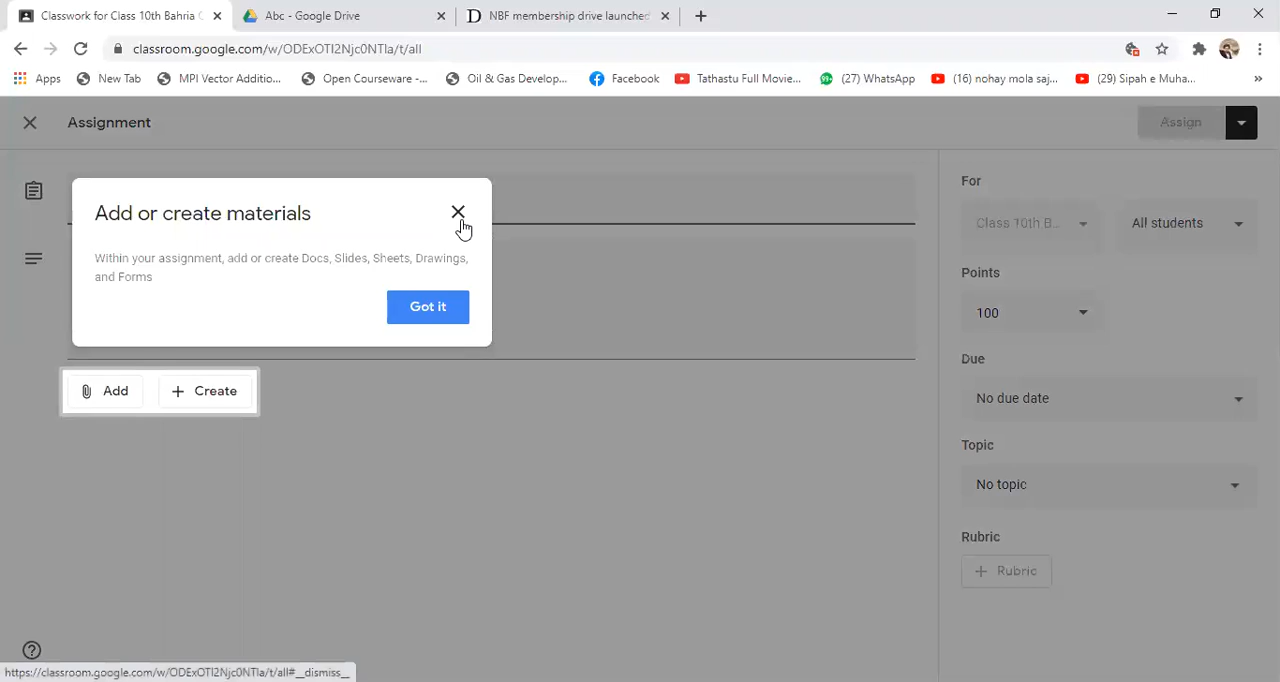 Classwork for Class 10th Bahria
Abc - Google Drive
NBF membership drive launched
classroom.google.com/w/ODExOTI2Njc0NTIa/t/all
Apps
New Tab
MPI Vector Additio...
Open Courseware -...
Oil & Gas Develop...
Facebook
Tathastu Full Movie...
(27) WhatsApp
(16) nohay mola saj...
(29) Sipah e Muha...
Assignment
Assign
Add or create materials
Within your assignment, add or create Docs, Slides, Sheets, Drawings,
and Forms
Got it
Add
Create
For
Class 10th B...
All students
Points
100
Due
No due date
Topic
No topic
Rubric
Rubric
https://classroom.google.com/w/ODExOTI2Njc0NTIa/t/all#__dismiss__